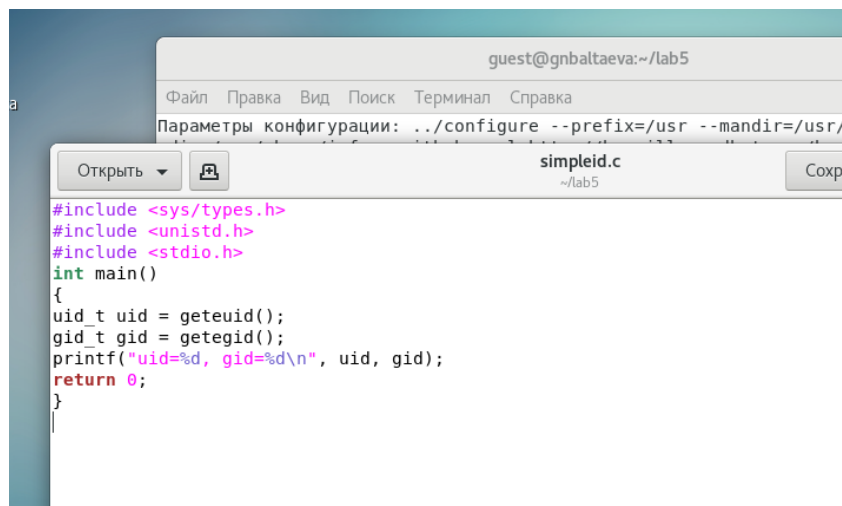 guest@gnbaltaeva:~/lab5
а
Файл Правка Вид Поиск Терминал Справка
Параметры конфигурации: ../configure --prefix=/usr --mandir=/usr/
Открыть
simpleid.c
~/lab5
Сохр
#include <sys/types.h>
#include <unistd.h>
#include <stdio.h>
int main()
{
uid_t uid = geteuid();
gid_t gid = getegid();
printf("uid=%d, gid=%d\n", uid, gid);
return 0;
}